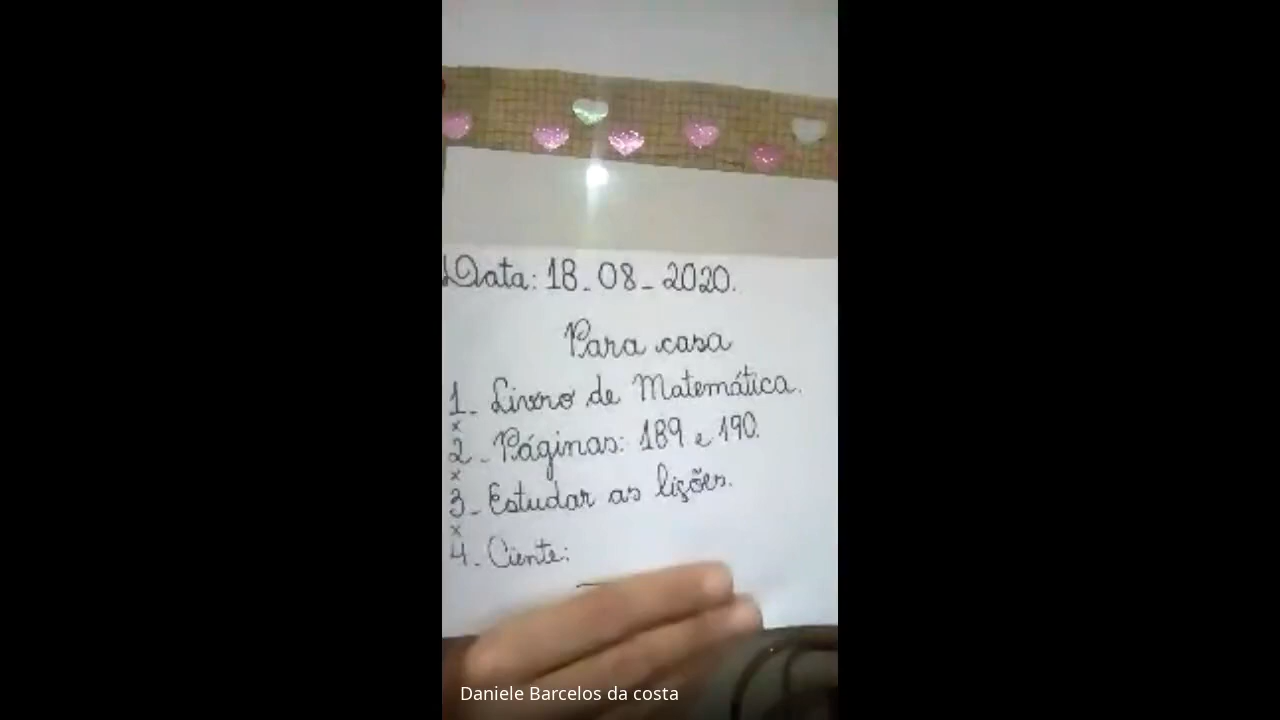 Data: 18-08-2020.
Para casa
1- Livro de Matemática.
x
2- Páginas: 189 e 190.
x
3- Estudar as lições.
x
4- Ciente:
Daniele Barcelos da costa